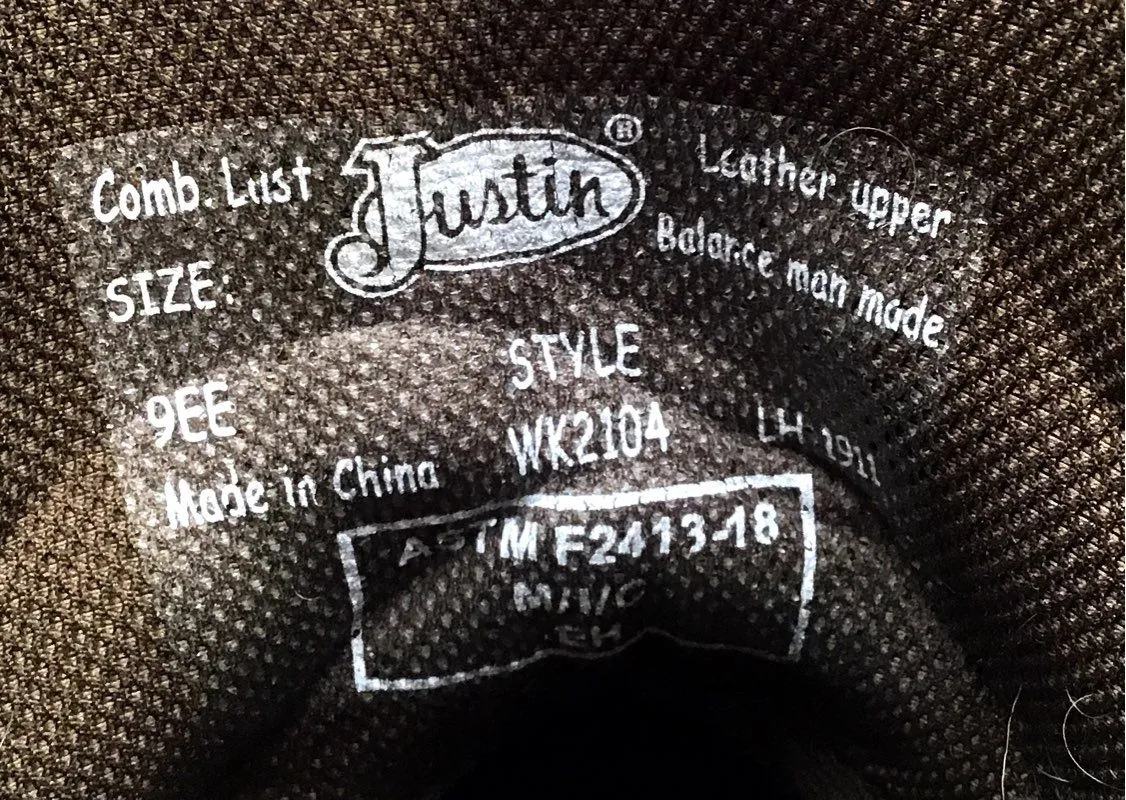 Comb. Last
Justin®
Leather upper
Balance man made.
SIZE:
9EE
Made in China
STYLE
WK2104
LH 1911
ASTM F2413-18
M/I/C
EH